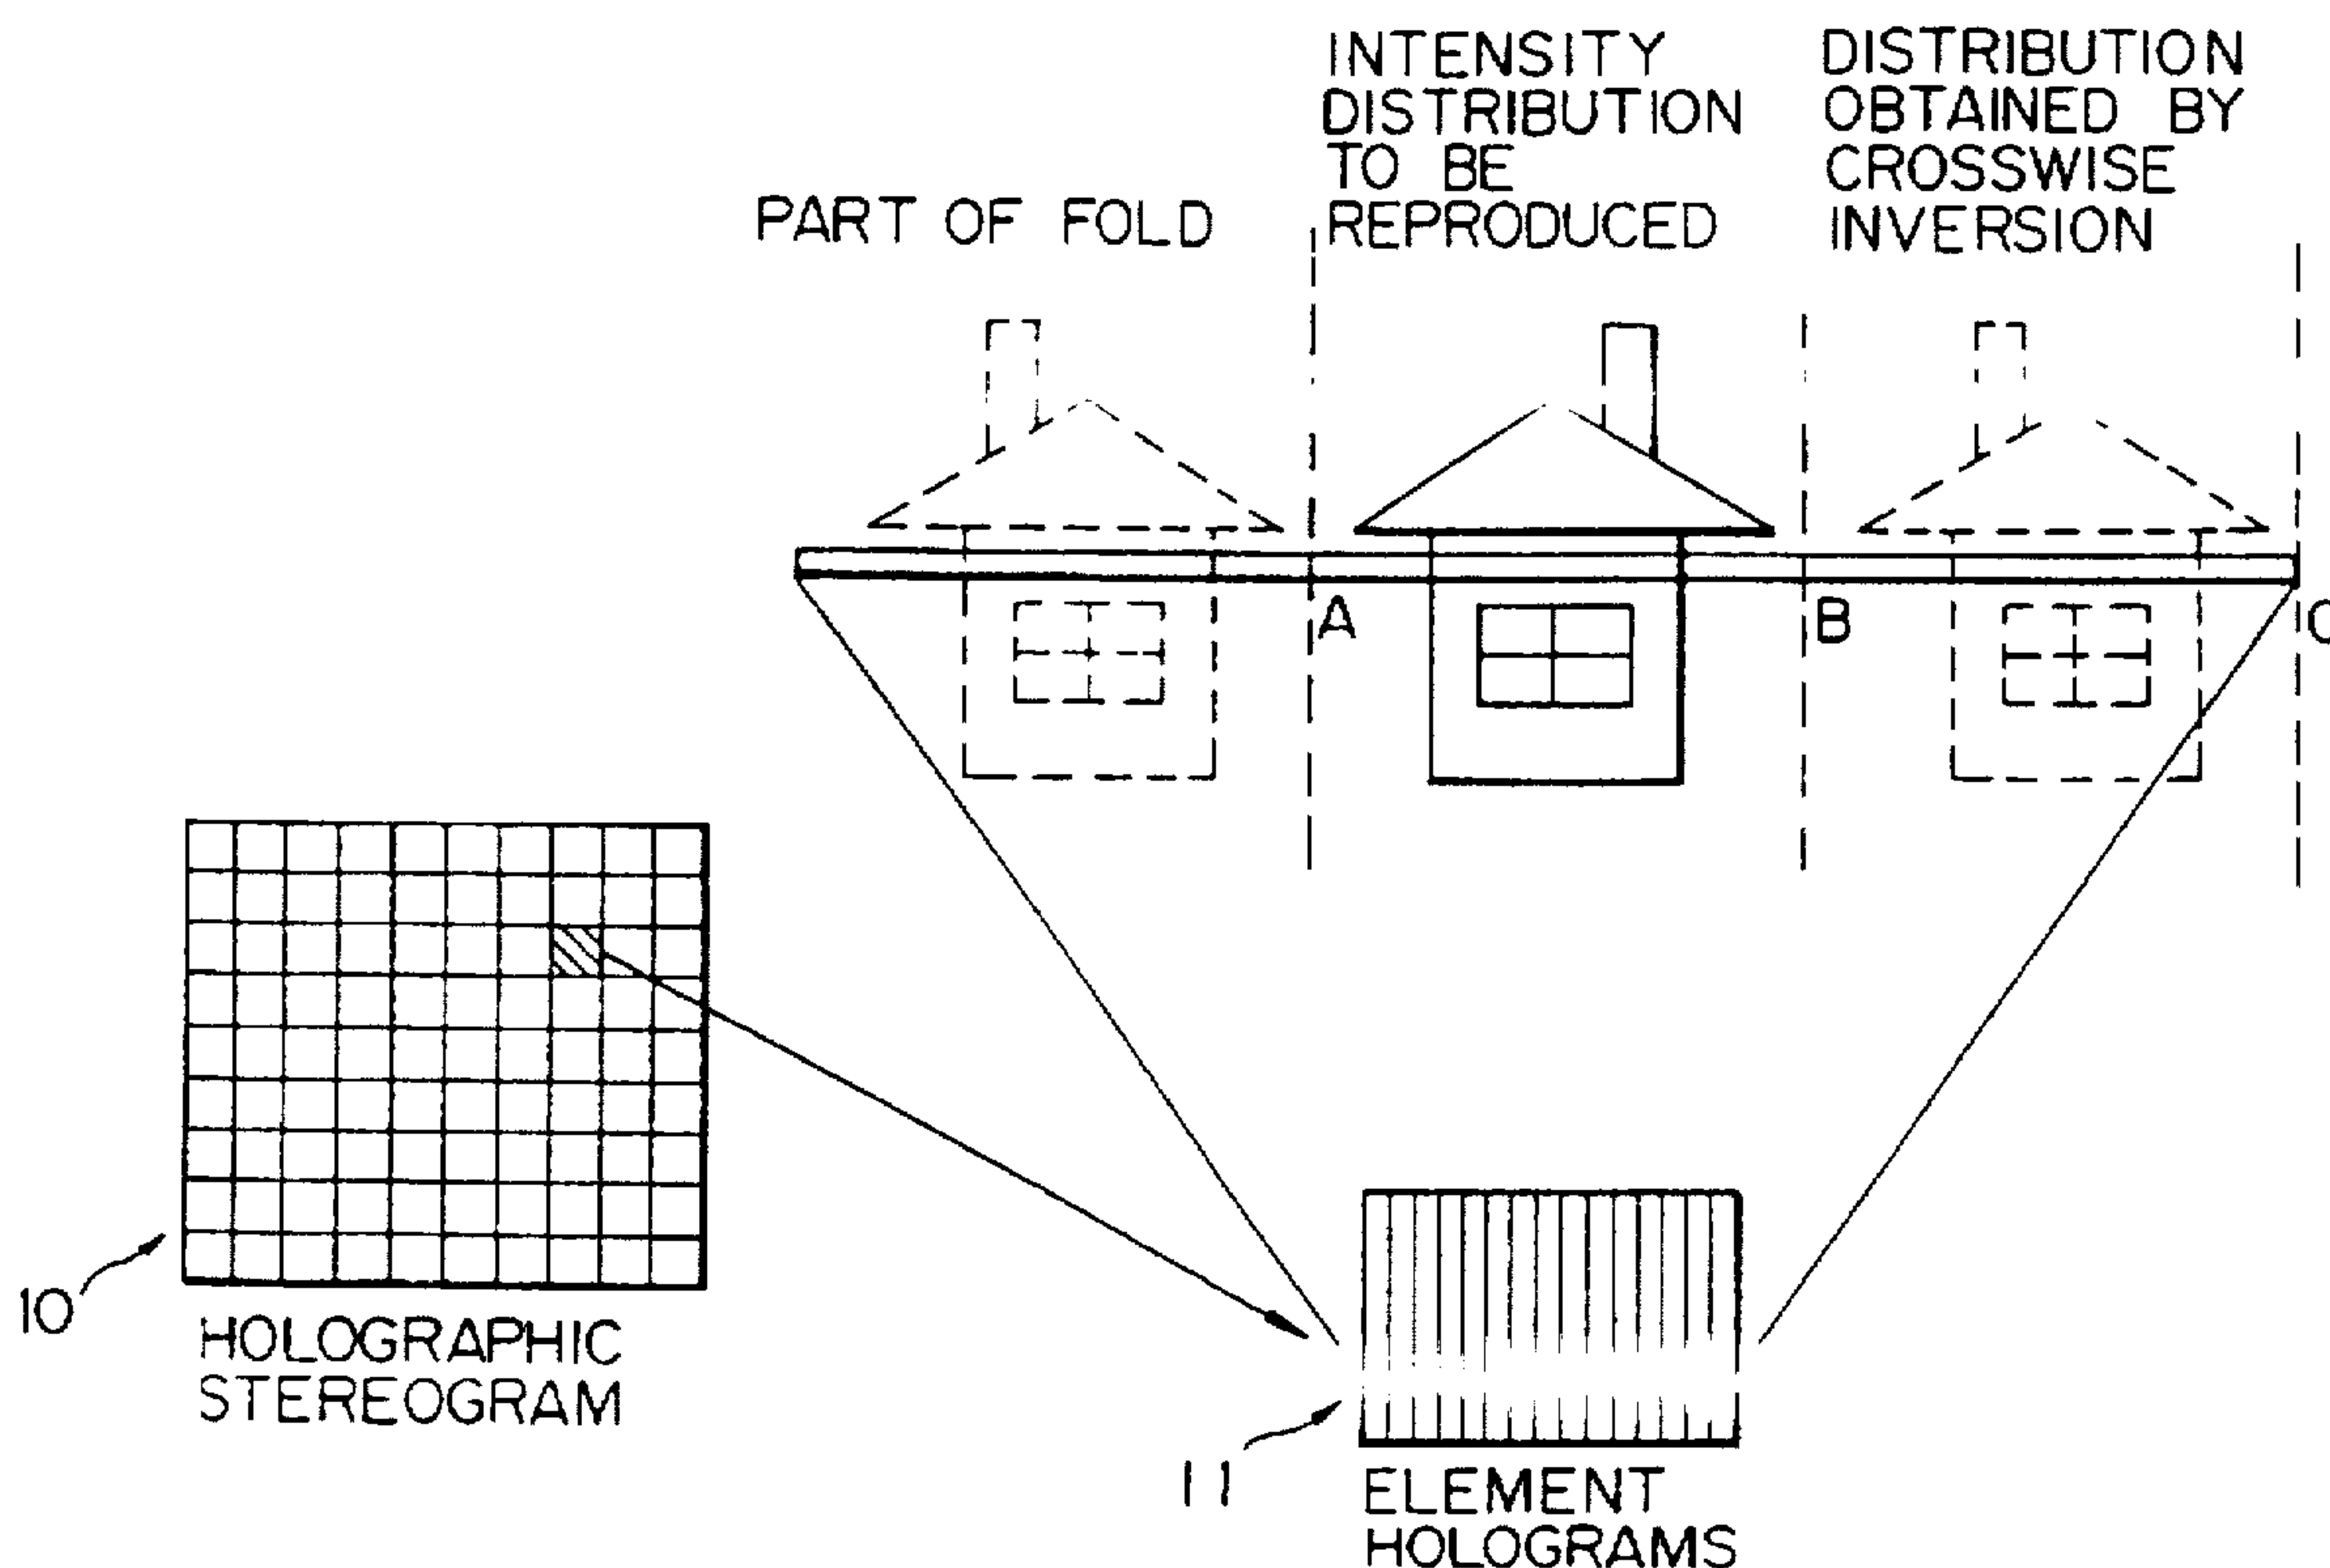 INTENSITY
DISTRIBUTION
TO BE
REPRODUCED
DISTRIBUTION
OBTAINED BY
CROSSWISE
INVERSION
PART OF FOLD
A
B
C
10
HOLOGRAPHIC
STEREOGRAM
11
ELEMENT
HOLOGRAMS